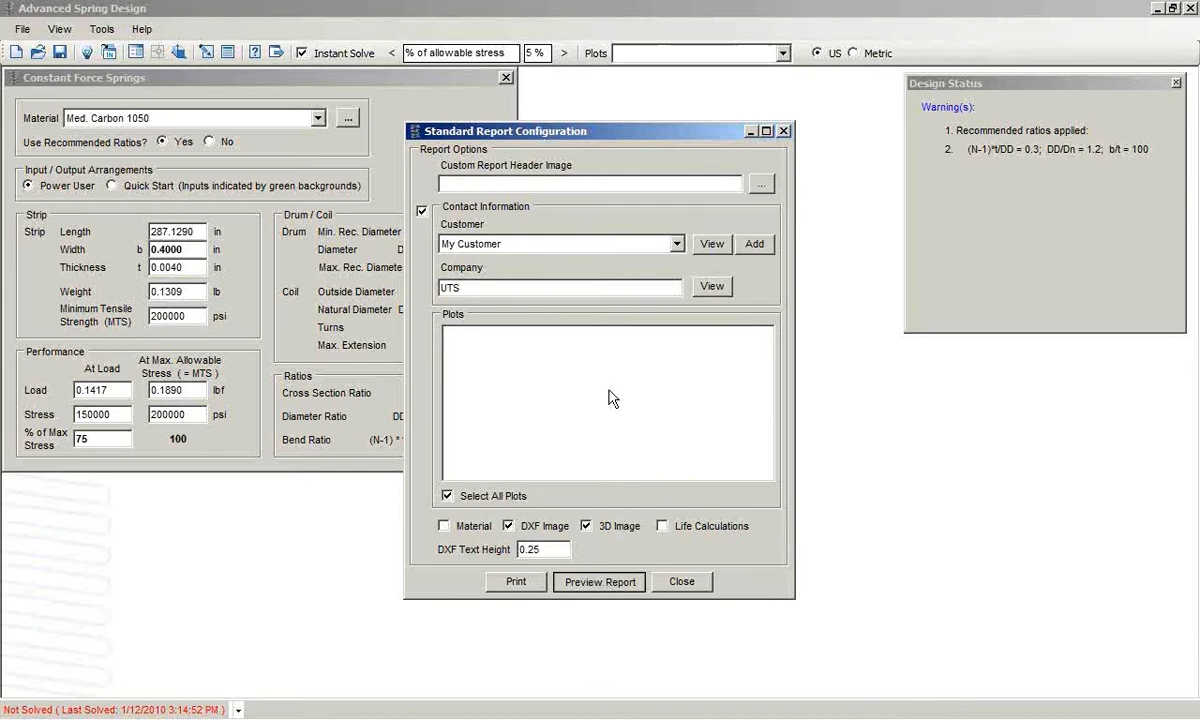 Advanced Spring Design
File View Tools Help
Instant Solve < % of allowable stress 5 % > Plots US Metric
Constant Force Springs
Material Med. Carbon 1050 ...
Use Recommended Ratios? Yes No
Input / Output Arrangements
Power User Quick Start (Inputs indicated by green backgrounds)
Strip
Strip Length 287.1290 in
Width b 0.4000 in
Thickness t 0.0040 in
Weight 0.1309 lb
Minimum Tensile
Strength (MTS) 200000 psi
Drum / Coil
Drum Min. Rec. Diameter
Diameter D
Max. Rec. Diamete
Coil Outside Diameter
Natural Diameter D
Turns
Max. Extension
Performance
At Load
At Max. Allowable
Stress ( = MTS )
Load 0.1417 0.1890 lbf
Stress 150000 200000 psi
% of Max
Stress 75 100
Ratios
Cross Section Ratio
Diameter Ratio DD
Bend Ratio (N-1) *
Standard Report Configuration
Report Options
Custom Report Header Image
...
Contact Information
Customer
My Customer View Add
Company
UTS View
Plots
Select All Plots
Material DXF Image 3D Image Life Calculations
DXF Text Height 0.25
Print Preview Report Close
Design Status
Warning(s):
1. Recommended ratios applied:
2. (N-1)*t/DD = 0.3; DD/Dn = 1.2; b/t = 100
Not Solved ( Last Solved: 1/12/2010 3:14:52 PM.)